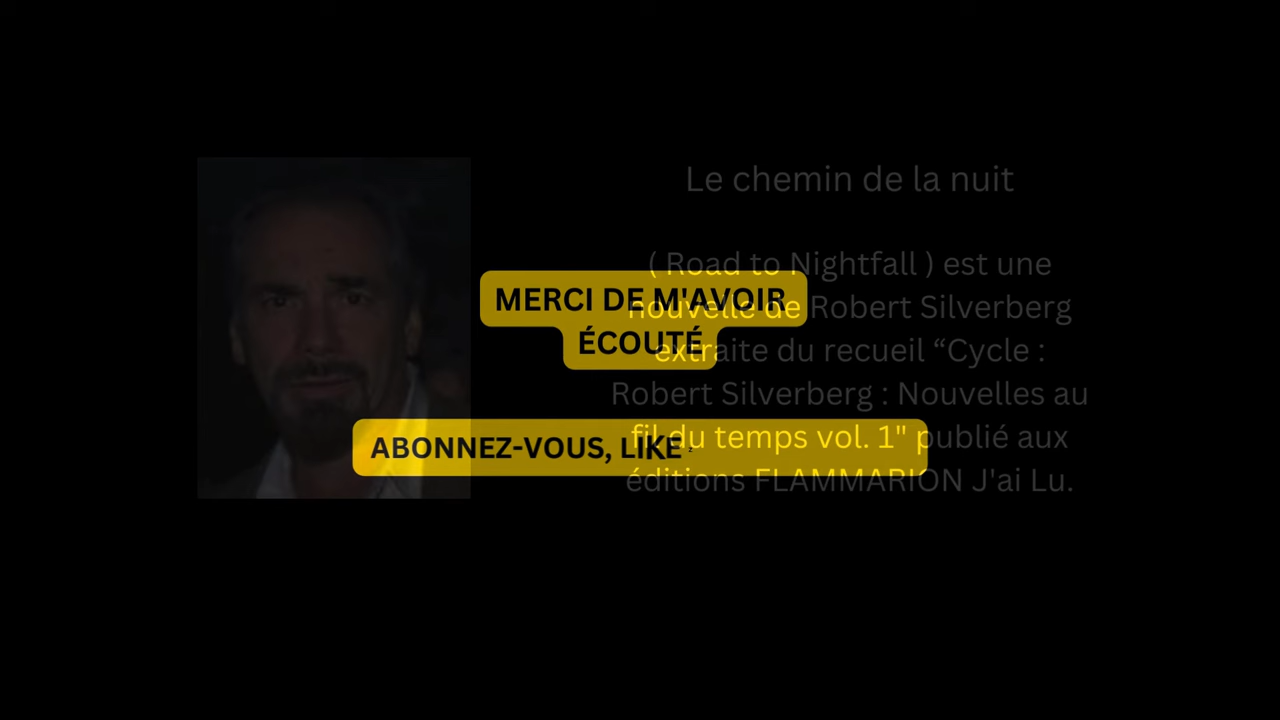 Le chemin de la nuit
( Road to Nightfall ) est une
nouvelle de Robert Silverberg
extraite du recueil “Cycle :
Robert Silverberg : Nouvelles au
fil du temps vol. 1" publié aux
éditions FLAMMARION J'ai Lu.
MERCI DE M'AVOIR
ÉCOUTÉ
ABONNEZ-VOUS, LIKE